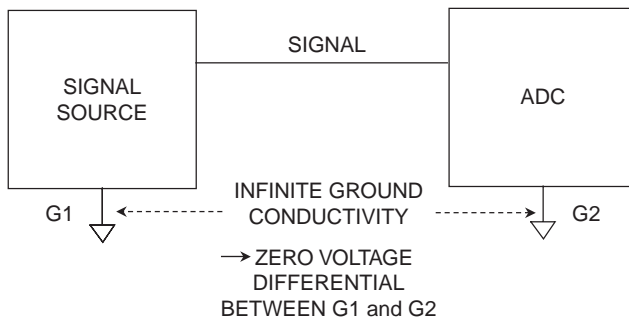 SIGNAL
SIGNAL
SOURCE
ADC
G1
INFINITE GROUND
CONDUCTIVITY
G2
→ ZERO VOLTAGE
DIFFERENTIAL
BETWEEN G1 and G2